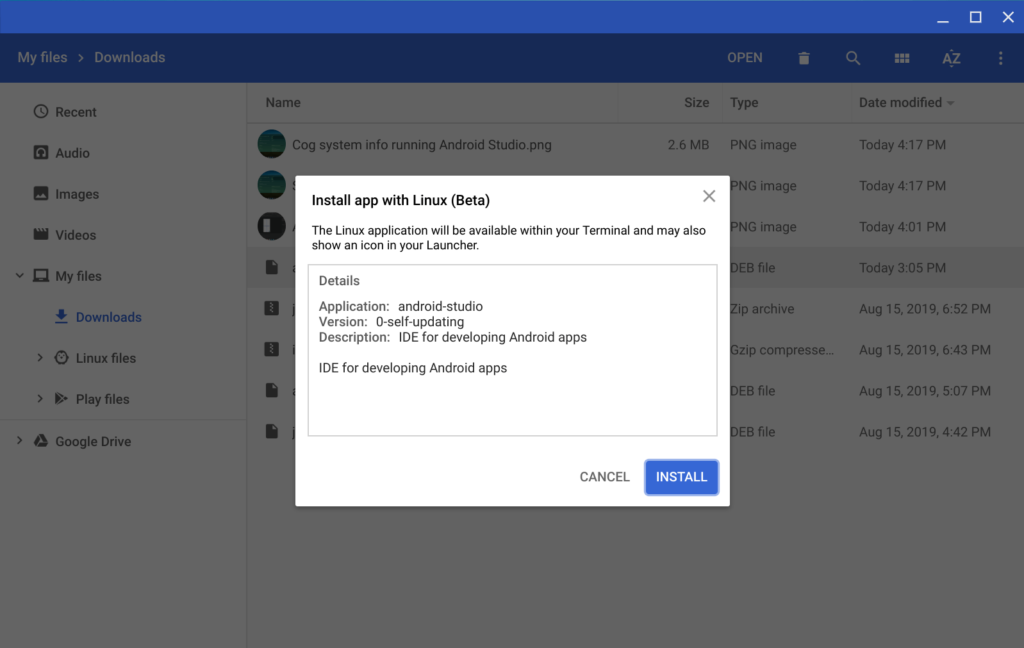 My files > Downloads
OPEN
AZ
Name Size Type Date modified
Recent
Audio
Images
Videos
My files
Downloads
Linux files
Play files
Google Drive
Cog system info running Android Studio.png 2.6 MB PNG image Today 4:17 PM
PNG image Today 4:17 PM
PNG image Today 4:01 PM
DEB file Today 3:05 PM
Zip archive Aug 15, 2019, 6:52 PM
Gzip compresse... Aug 15, 2019, 6:43 PM
DEB file Aug 15, 2019, 5:07 PM
DEB file Aug 15, 2019, 4:42 PM
Install app with Linux (Beta)
The Linux application will be available within your Terminal and may also
show an icon in your Launcher.
Details
Application: android-studio
Version: 0-self-updating
Description: IDE for developing Android apps
IDE for developing Android apps
CANCEL
INSTALL